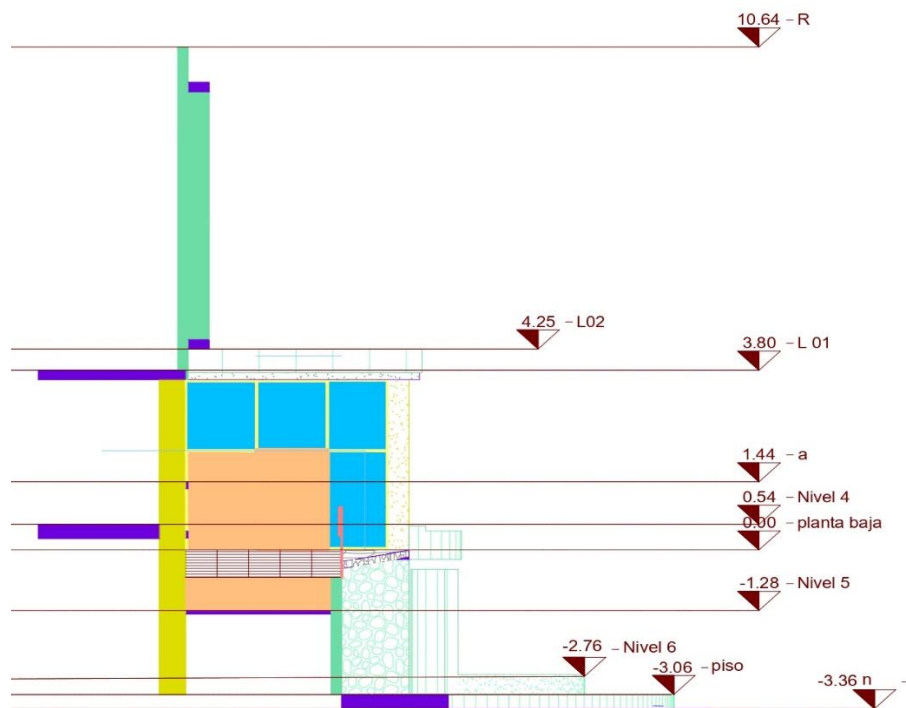 10.64 – R
4.25 – L02
3.80 – L 01
1.44 – a
0.54 – Nivel 4
0.00 – planta baja
-1.28 – Nivel 5
-2.76 – Nivel 6
-3.06 – piso
-3.36 n –